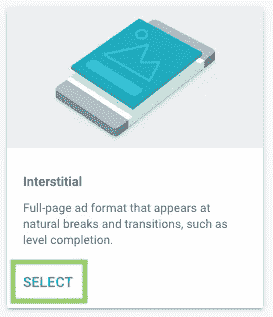 Interstitial
Full-page ad format that appears at
natural breaks and transitions, such as
level completion.
SELECT